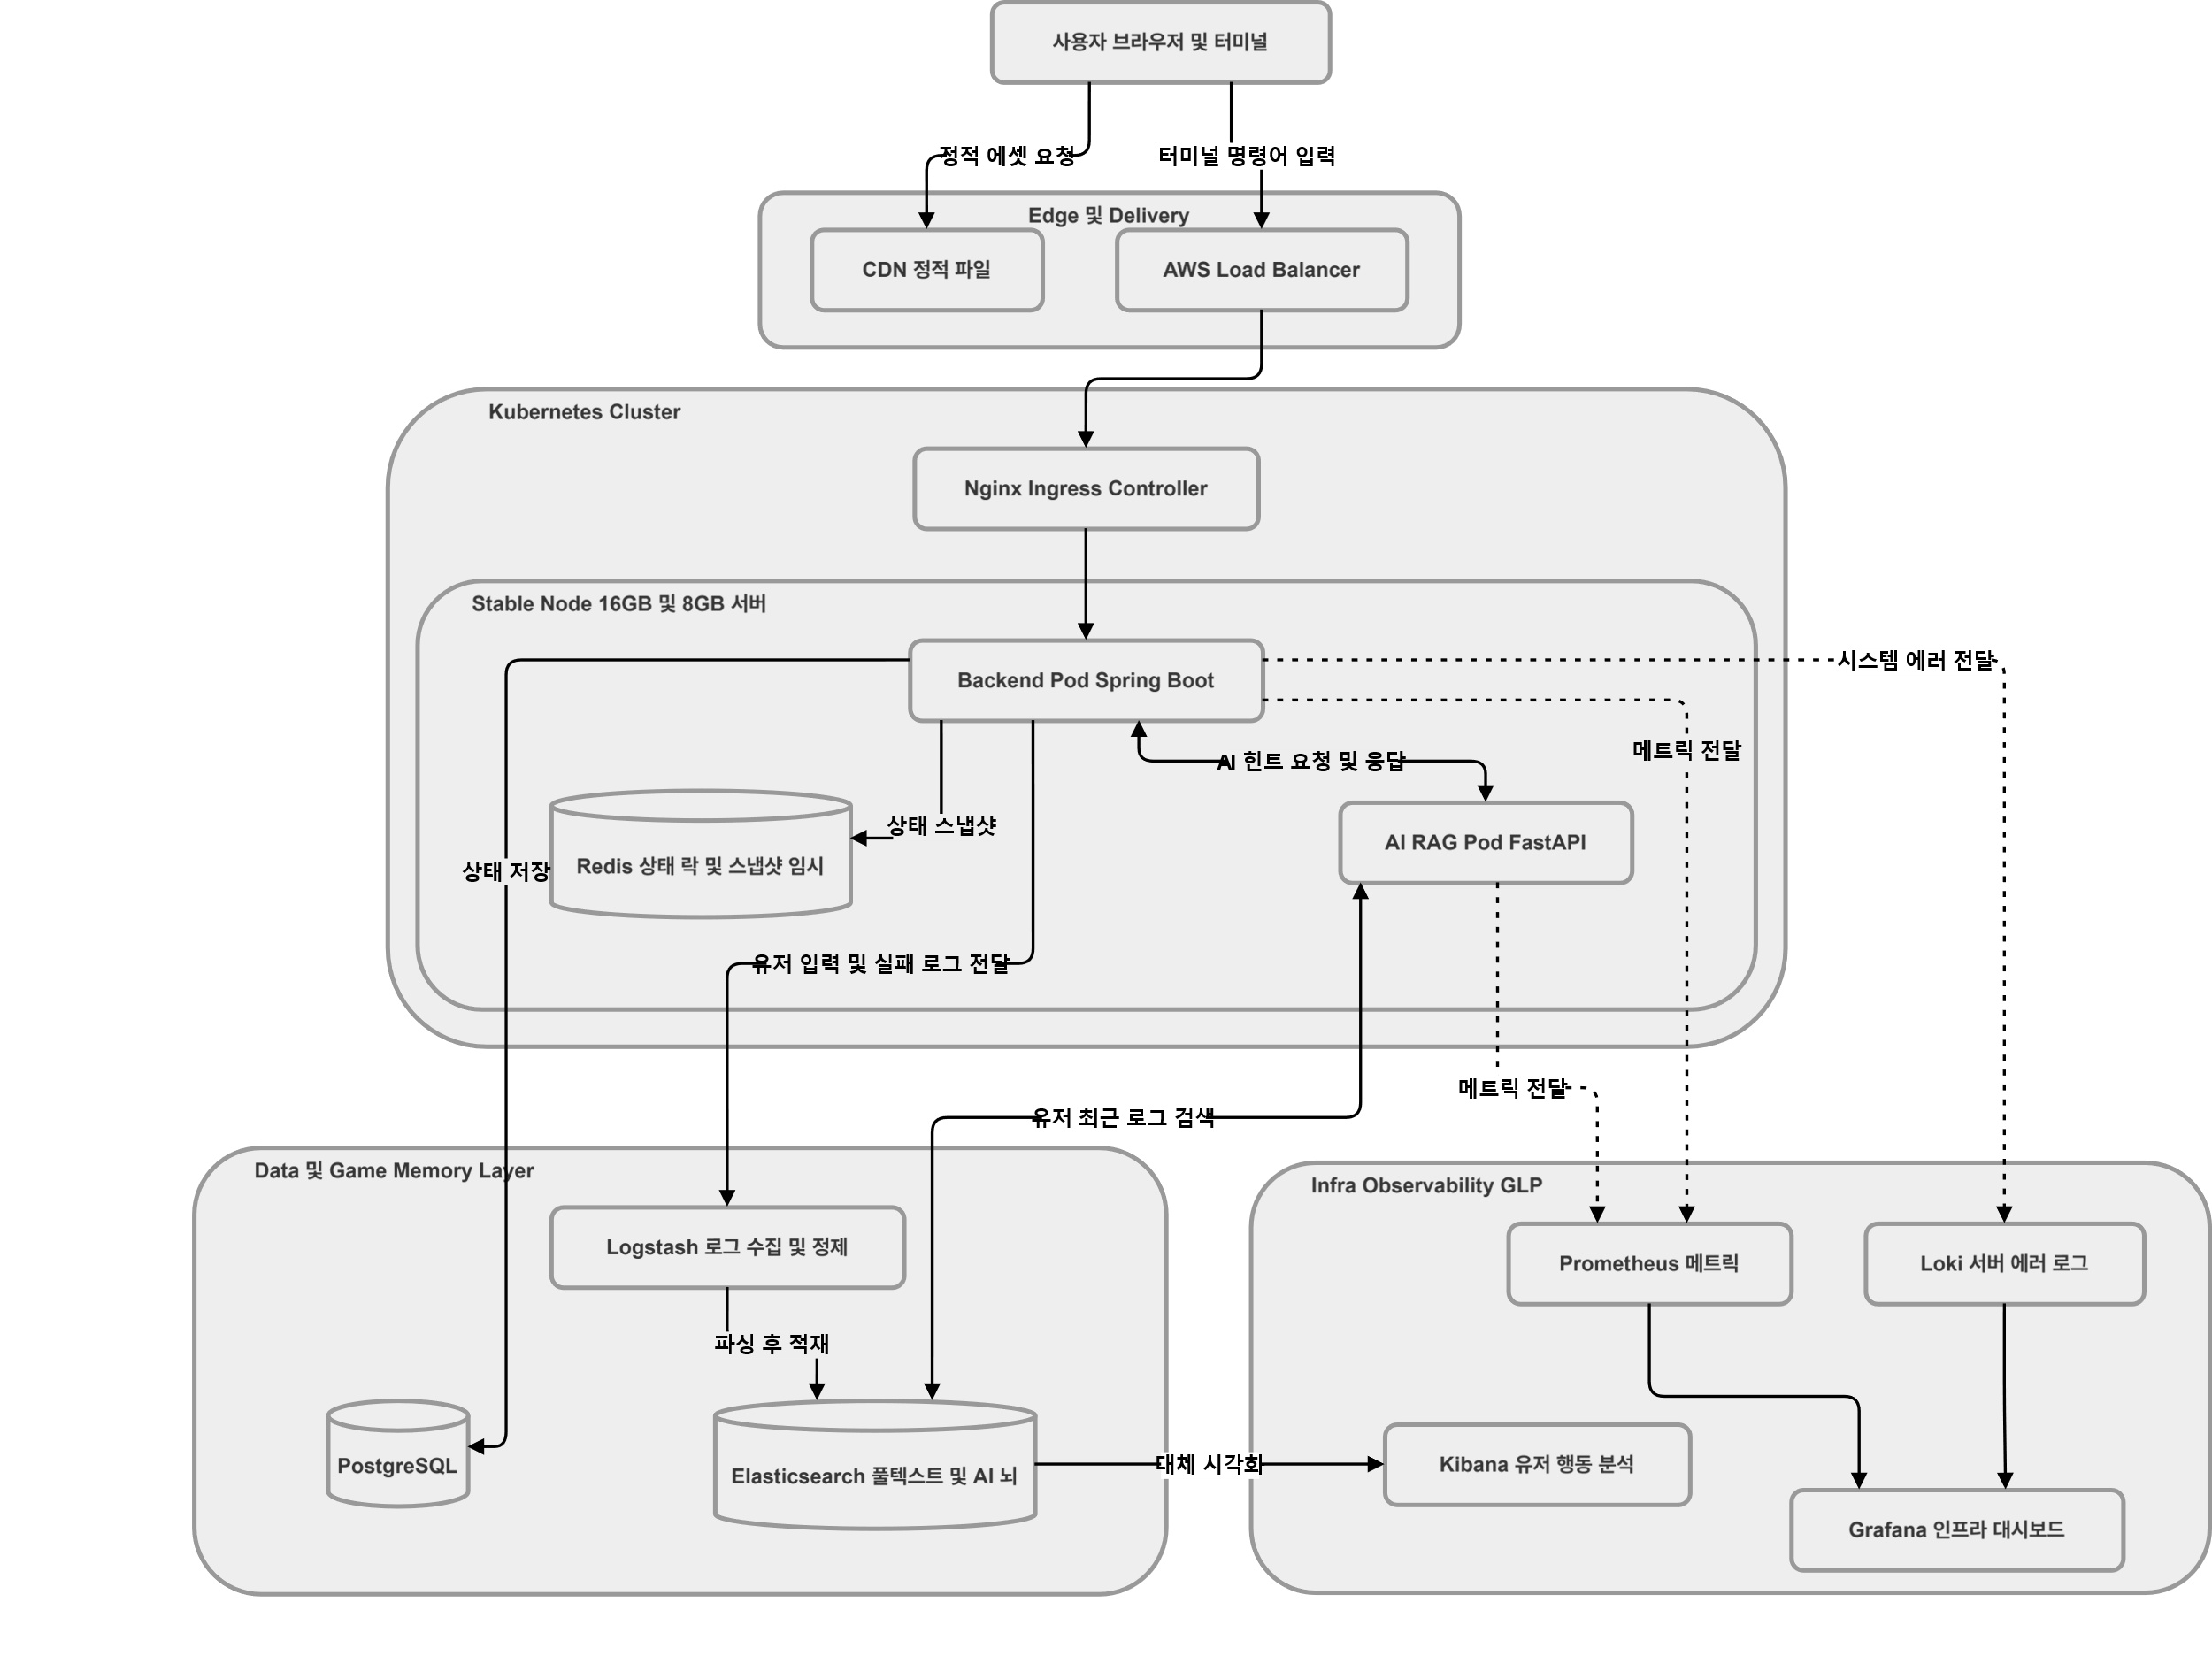 사용자 브라우저 및 터미널
정적 에셋 요청
터미널 명령어 입력
Edge 및 Delivery
CDN 정적 파일
AWS Load Balancer
Kubernetes Cluster
Nginx Ingress Controller
Stable Node 16GB 및 8GB 서버
Backend Pod Spring Boot
시스템 에러 전달
메트릭 전달
AI 힌트 요청 및 응답
상태 스냅샷
AI RAG Pod FastAPI
Redis 상태 락 및 스냅샷 임시
상태 저장
유저 입력 및 실패 로그 전달
메트릭 전달
유저 최근 로그 검색
Data 및 Game Memory Layer
Infra Observability GLP
Logstash 로그 수집 및 정제
Prometheus 메트릭
Loki 서버 에러 로그
파싱 후 적재
PostgreSQL
Elasticsearch 풀텍스트 및 AI 뇌
대체 시각화
Kibana 유저 행동 분석
Grafana 인프라 대시보드